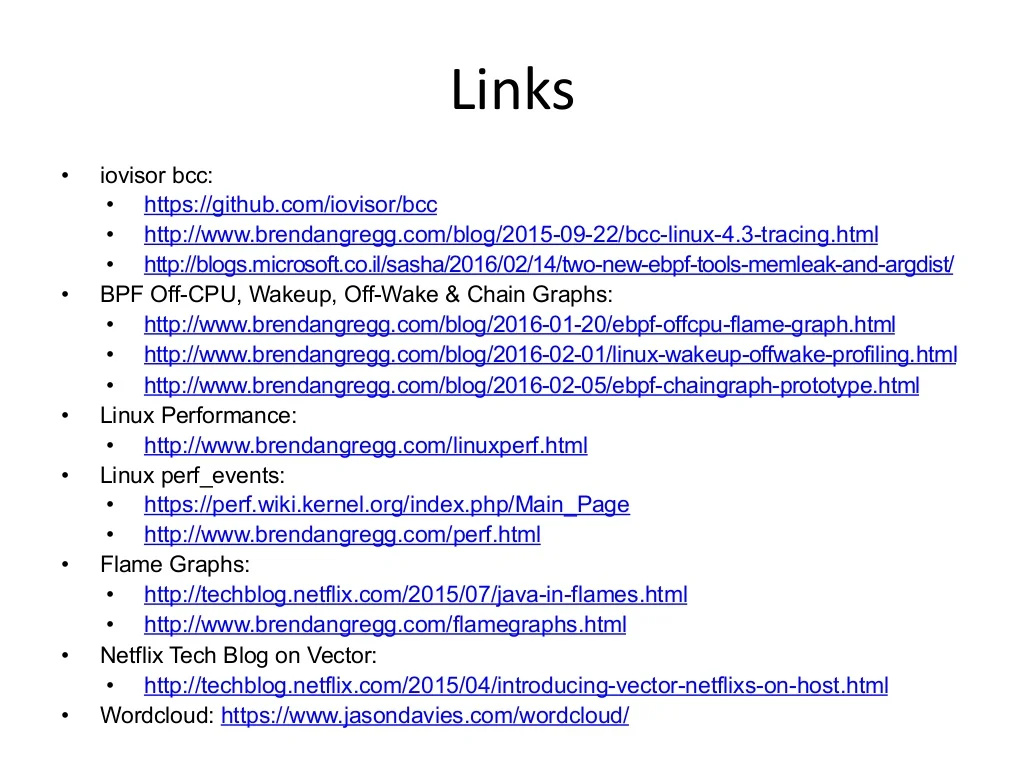 Links
• iovisor bcc:
• https://github.com/iovisor/bcc
• http://www.brendangregg.com/blog/2015-09-22/bcc-linux-4.3-tracing.html
• http://blogs.microsoft.co.il/sasha/2016/02/14/two-new-ebpf-tools-memleak-and-argdist/
• BPF Off-CPU, Wakeup, Off-Wake & Chain Graphs:
• http://www.brendangregg.com/blog/2016-01-20/ebpf-offcpu-flame-graph.html
• http://www.brendangregg.com/blog/2016-02-01/linux-wakeup-offwake-profiling.html
• http://www.brendangregg.com/blog/2016-02-05/ebpf-chaingraph-prototype.html
• Linux Performance:
• http://www.brendangregg.com/linuxperf.html
• Linux perf_events:
• https://perf.wiki.kernel.org/index.php/Main_Page
• http://www.brendangregg.com/perf.html
• Flame Graphs:
• http://techblog.netflix.com/2015/07/java-in-flames.html
• http://www.brendangregg.com/flamegraphs.html
• Netflix Tech Blog on Vector:
• http://techblog.netflix.com/2015/04/introducing-vector-netflixs-on-host.html
• Wordcloud: https://www.jasondavies.com/wordcloud/